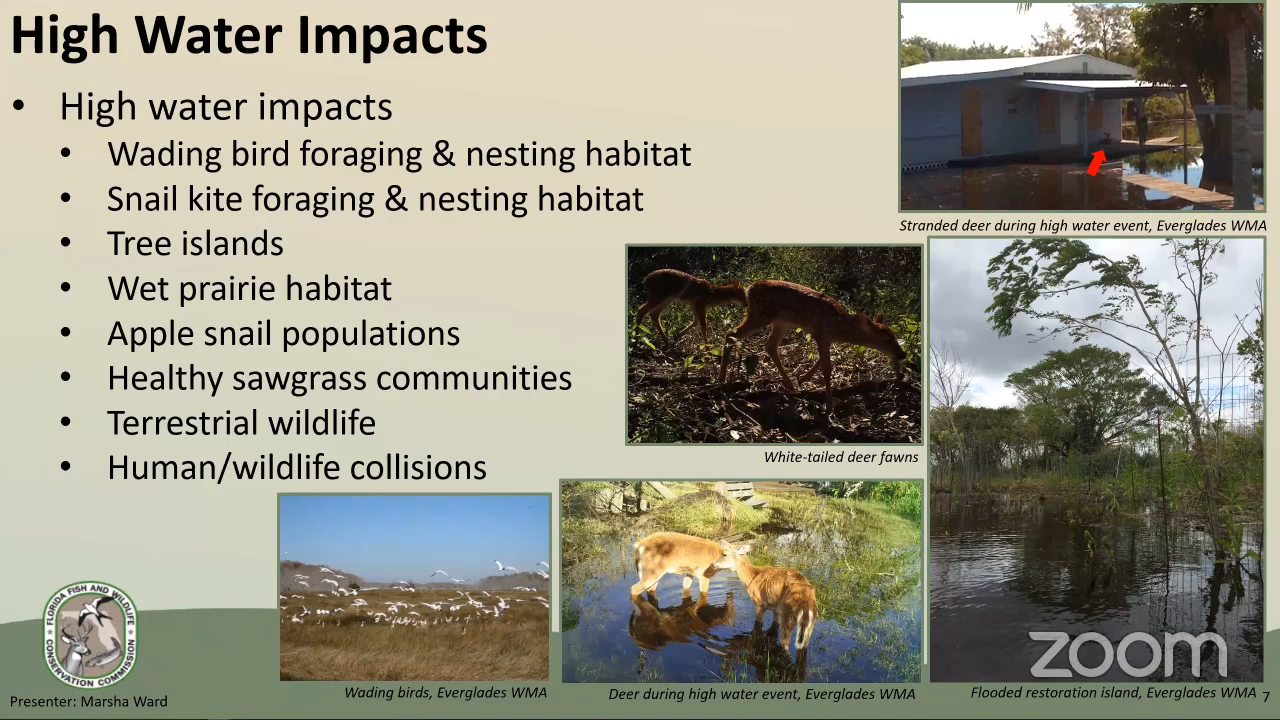 High Water Impacts
• High water impacts
• Wading bird foraging & nesting habitat
• Snail kite foraging & nesting habitat
• Tree islands
• Wet prairie habitat
• Apple snail populations
• Healthy sawgrass communities
• Terrestrial wildlife
• Human/wildlife collisions
Stranded deer during high water event, Everglades WMA
White-tailed deer fawns
Wading birds, Everglades WMA
Deer during high water event, Everglades WMA
Flooded restoration island, Everglades WMA
zoom
FLORIDA FISH AND WILDLIFE
CONSERVATION COMMISSION
Presenter: Marsha Ward
7